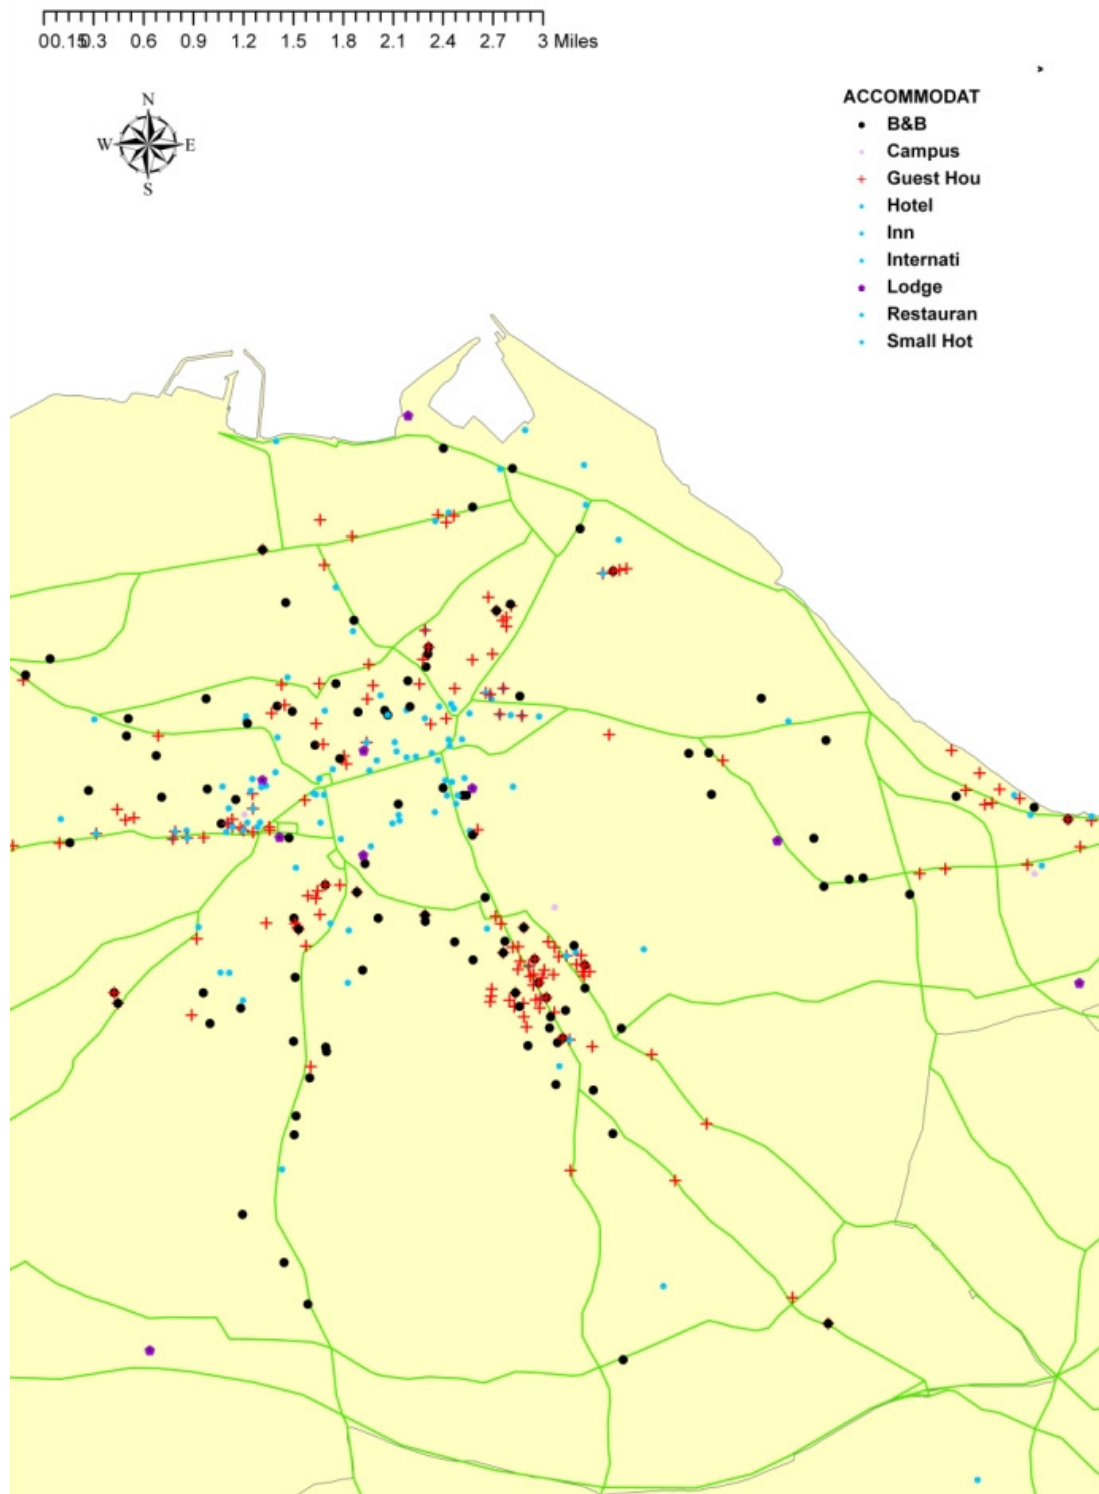 00.150.3 0.6 0.9 1.2 1.5 1.8 2.1 2.4 2.7 3 Miles
N
W E
S
ACCOMMODAT
B&B
Campus
Guest Hou
Hotel
Inn
Internati
Lodge
Restauran
Small Hot